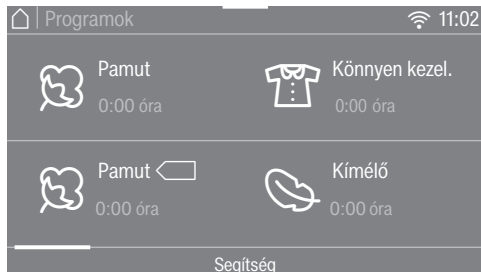 Programok 11:02
Pamut
0:00 óra
Könnyen kezel.
0:00 óra
Pamut
0:00 óra
Kímélő
0:00 óra
Segítség